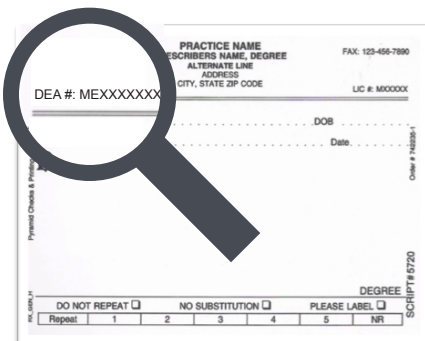 PRACTICE NAME
SCRIBERS NAME, DEGREE
FAX: 123-456-7890
ALTERNATE LINE
ADDRESS
CITY, STATE ZIP CODE
DEA #: MEXXXXXXX
LIC #: MXXXXX
DOB
Date
Order # 742235-1
Pyramid Checks & Printing
SCRIPT# 5720
DEGREE
DO NOT REPEAT
NO SUBSTITUTION
PLEASE LABEL
Repeat 1 2 3 4 5 NR